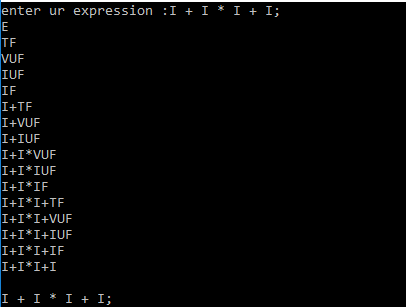 enter ur expression :I + I * I + I;
E
TF
VUF
IUF
IF
I+TF
I+VUF
I+IUF
I+I*VUF
I+I*IUF
I+I*IF
I+I*I+TF
I+I*I+VUF
I+I*I+IUF
I+I*I+IF
I+I*I+I
I + I * I + I;